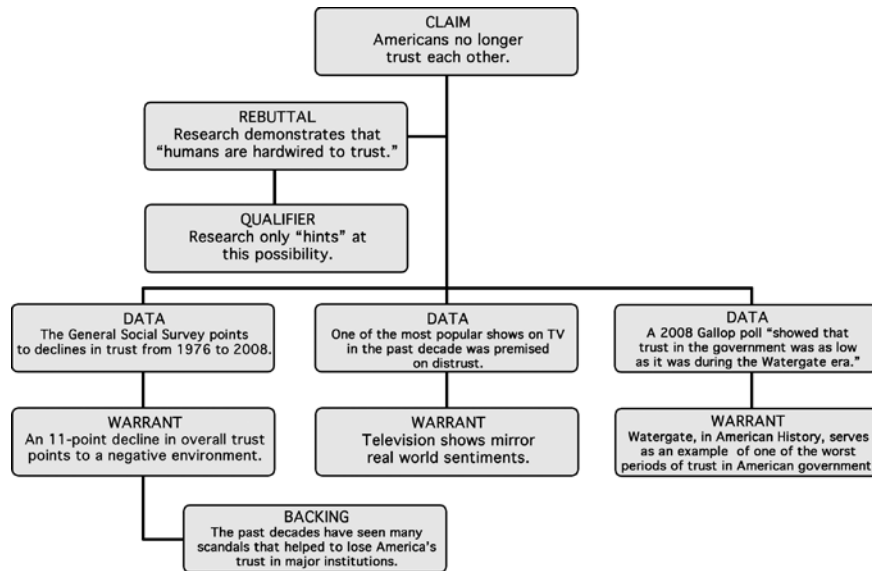 CLAIM
Americans no longer
trust each other.
REBUTTAL
Research demonstrates that
“humans are hardwired to trust.”
QUALIFIER
Research only “hints” at
this possibility.
DATA
The General Social Survey points
to declines in trust from 1976 to 2008.
DATA
One of the most popular shows on TV
in the past decade was premised
on distrust.
DATA
A 2008 Gallop poll “showed that
trust in the government was as low
as it was during the Watergate era.”
WARRANT
An 11-point decline in overall trust
points to a negative environment.
WARRANT
Television shows mirror
real world sentiments.
WARRANT
Watergate, in American History, serves
as an example of one of the worst
periods of trust in American government
BACKING
The past decades have seen many
scandals that helped to lose America’s
trust in major institutions.